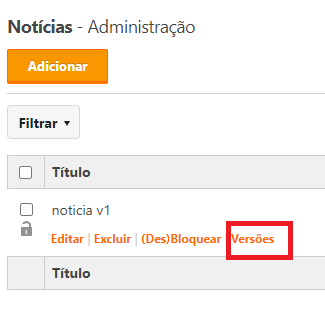 Notícias - Administração
Adicionar
Filtrar
Título
noticia v1
Editar | Excluir | (Des)Bloquear | Versões
Título